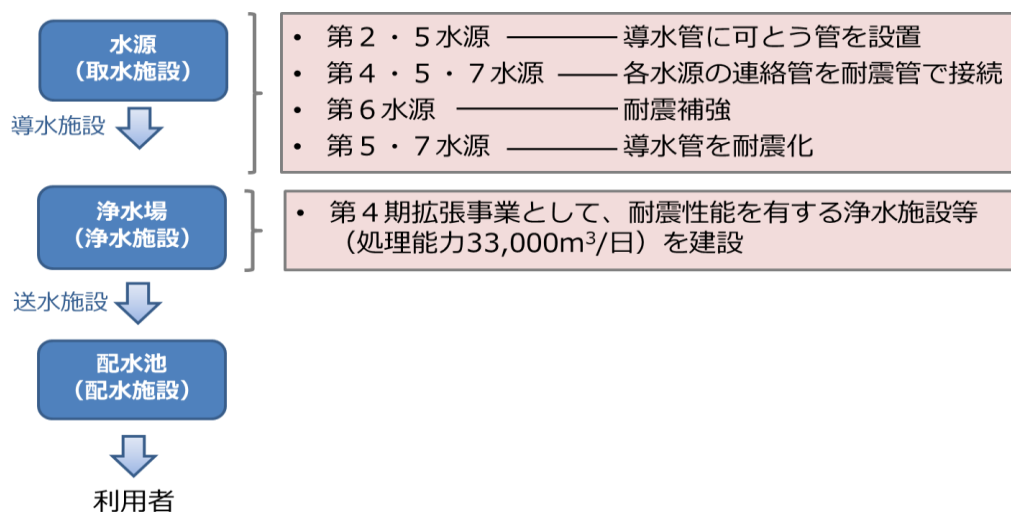 水源
（取水施設）
導水施設
• 第２・５水源 ―――― 導水管に可とう管を設置
• 第４・５・７水源 ―― 各水源の連絡管を耐震管で接続
• 第６水源 ―――――― 耐震補強
• 第５・７水源 ―――― 導水管を耐震化
浄水場
（浄水施設）
• 第４期拡張事業として、耐震性能を有する浄水施設等
（処理能力33,000m³/日）を建設
送水施設
配水池
（配水施設）
利用者